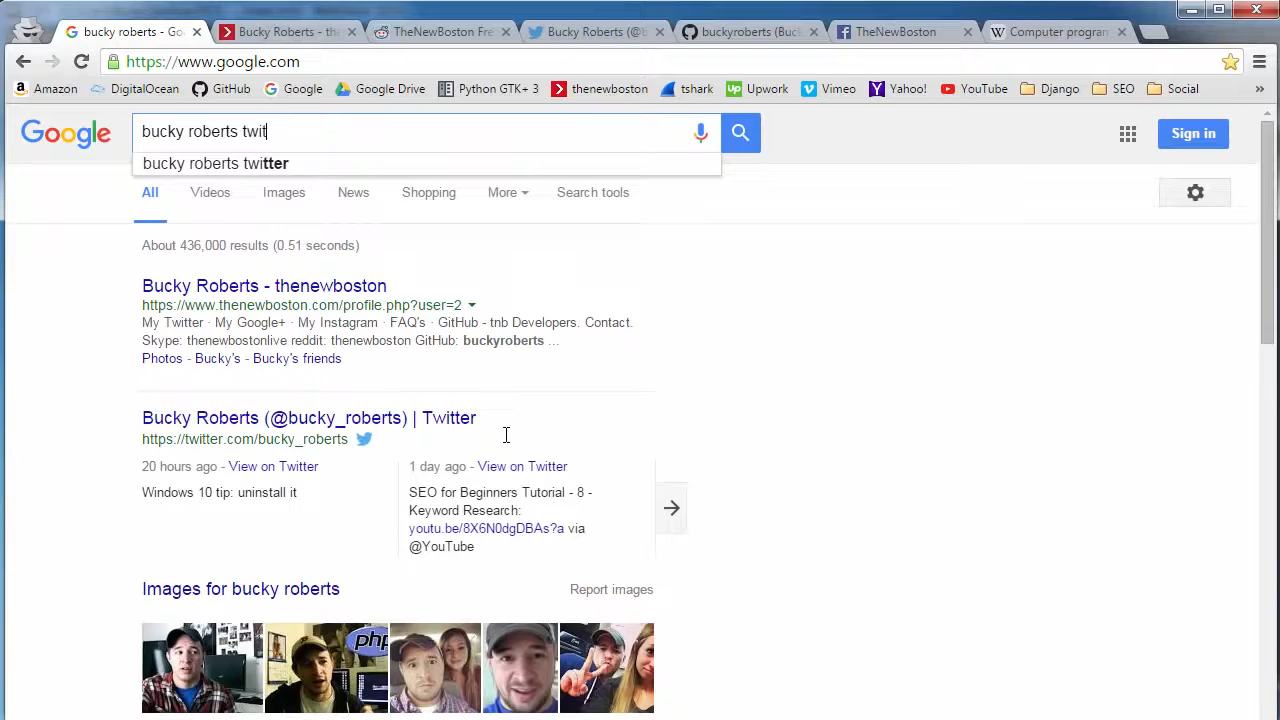 bucky roberts - Go
Bucky Roberts - the
TheNewBoston Fre
Bucky Roberts (@b
buckyroberts (Buc
TheNewBoston
Computer program
https://www.google.com
Amazon
DigitalOcean
GitHub
Google
Google Drive
Python GTK+ 3
thenewboston
tshark
Upwork
Vimeo
Yahoo!
YouTube
Django
SEO
Social
»
Google
bucky roberts twit
Sign in
bucky roberts twitter
All
Videos
Images
News
Shopping
More
Search tools
About 436,000 results (0.51 seconds)
Bucky Roberts - thenewboston
https://www.thenewboston.com/profile.php?user=2
My Twitter · My Google+ · My Instagram · FAQ's · GitHub - tnb Developers. Contact.
Skype: thenewbostonlive reddit: thenewboston GitHub: buckyroberts ...
Photos - Bucky's - Bucky's friends
Bucky Roberts (@bucky_roberts) | Twitter
https://twitter.com/bucky_roberts
20 hours ago - View on Twitter
Windows 10 tip: uninstall it
1 day ago - View on Twitter
SEO for Beginners Tutorial - 8 -
Keyword Research:
youtu.be/8X6N0dgDBAs?a via
@YouTube
Images for bucky roberts
Report images
php